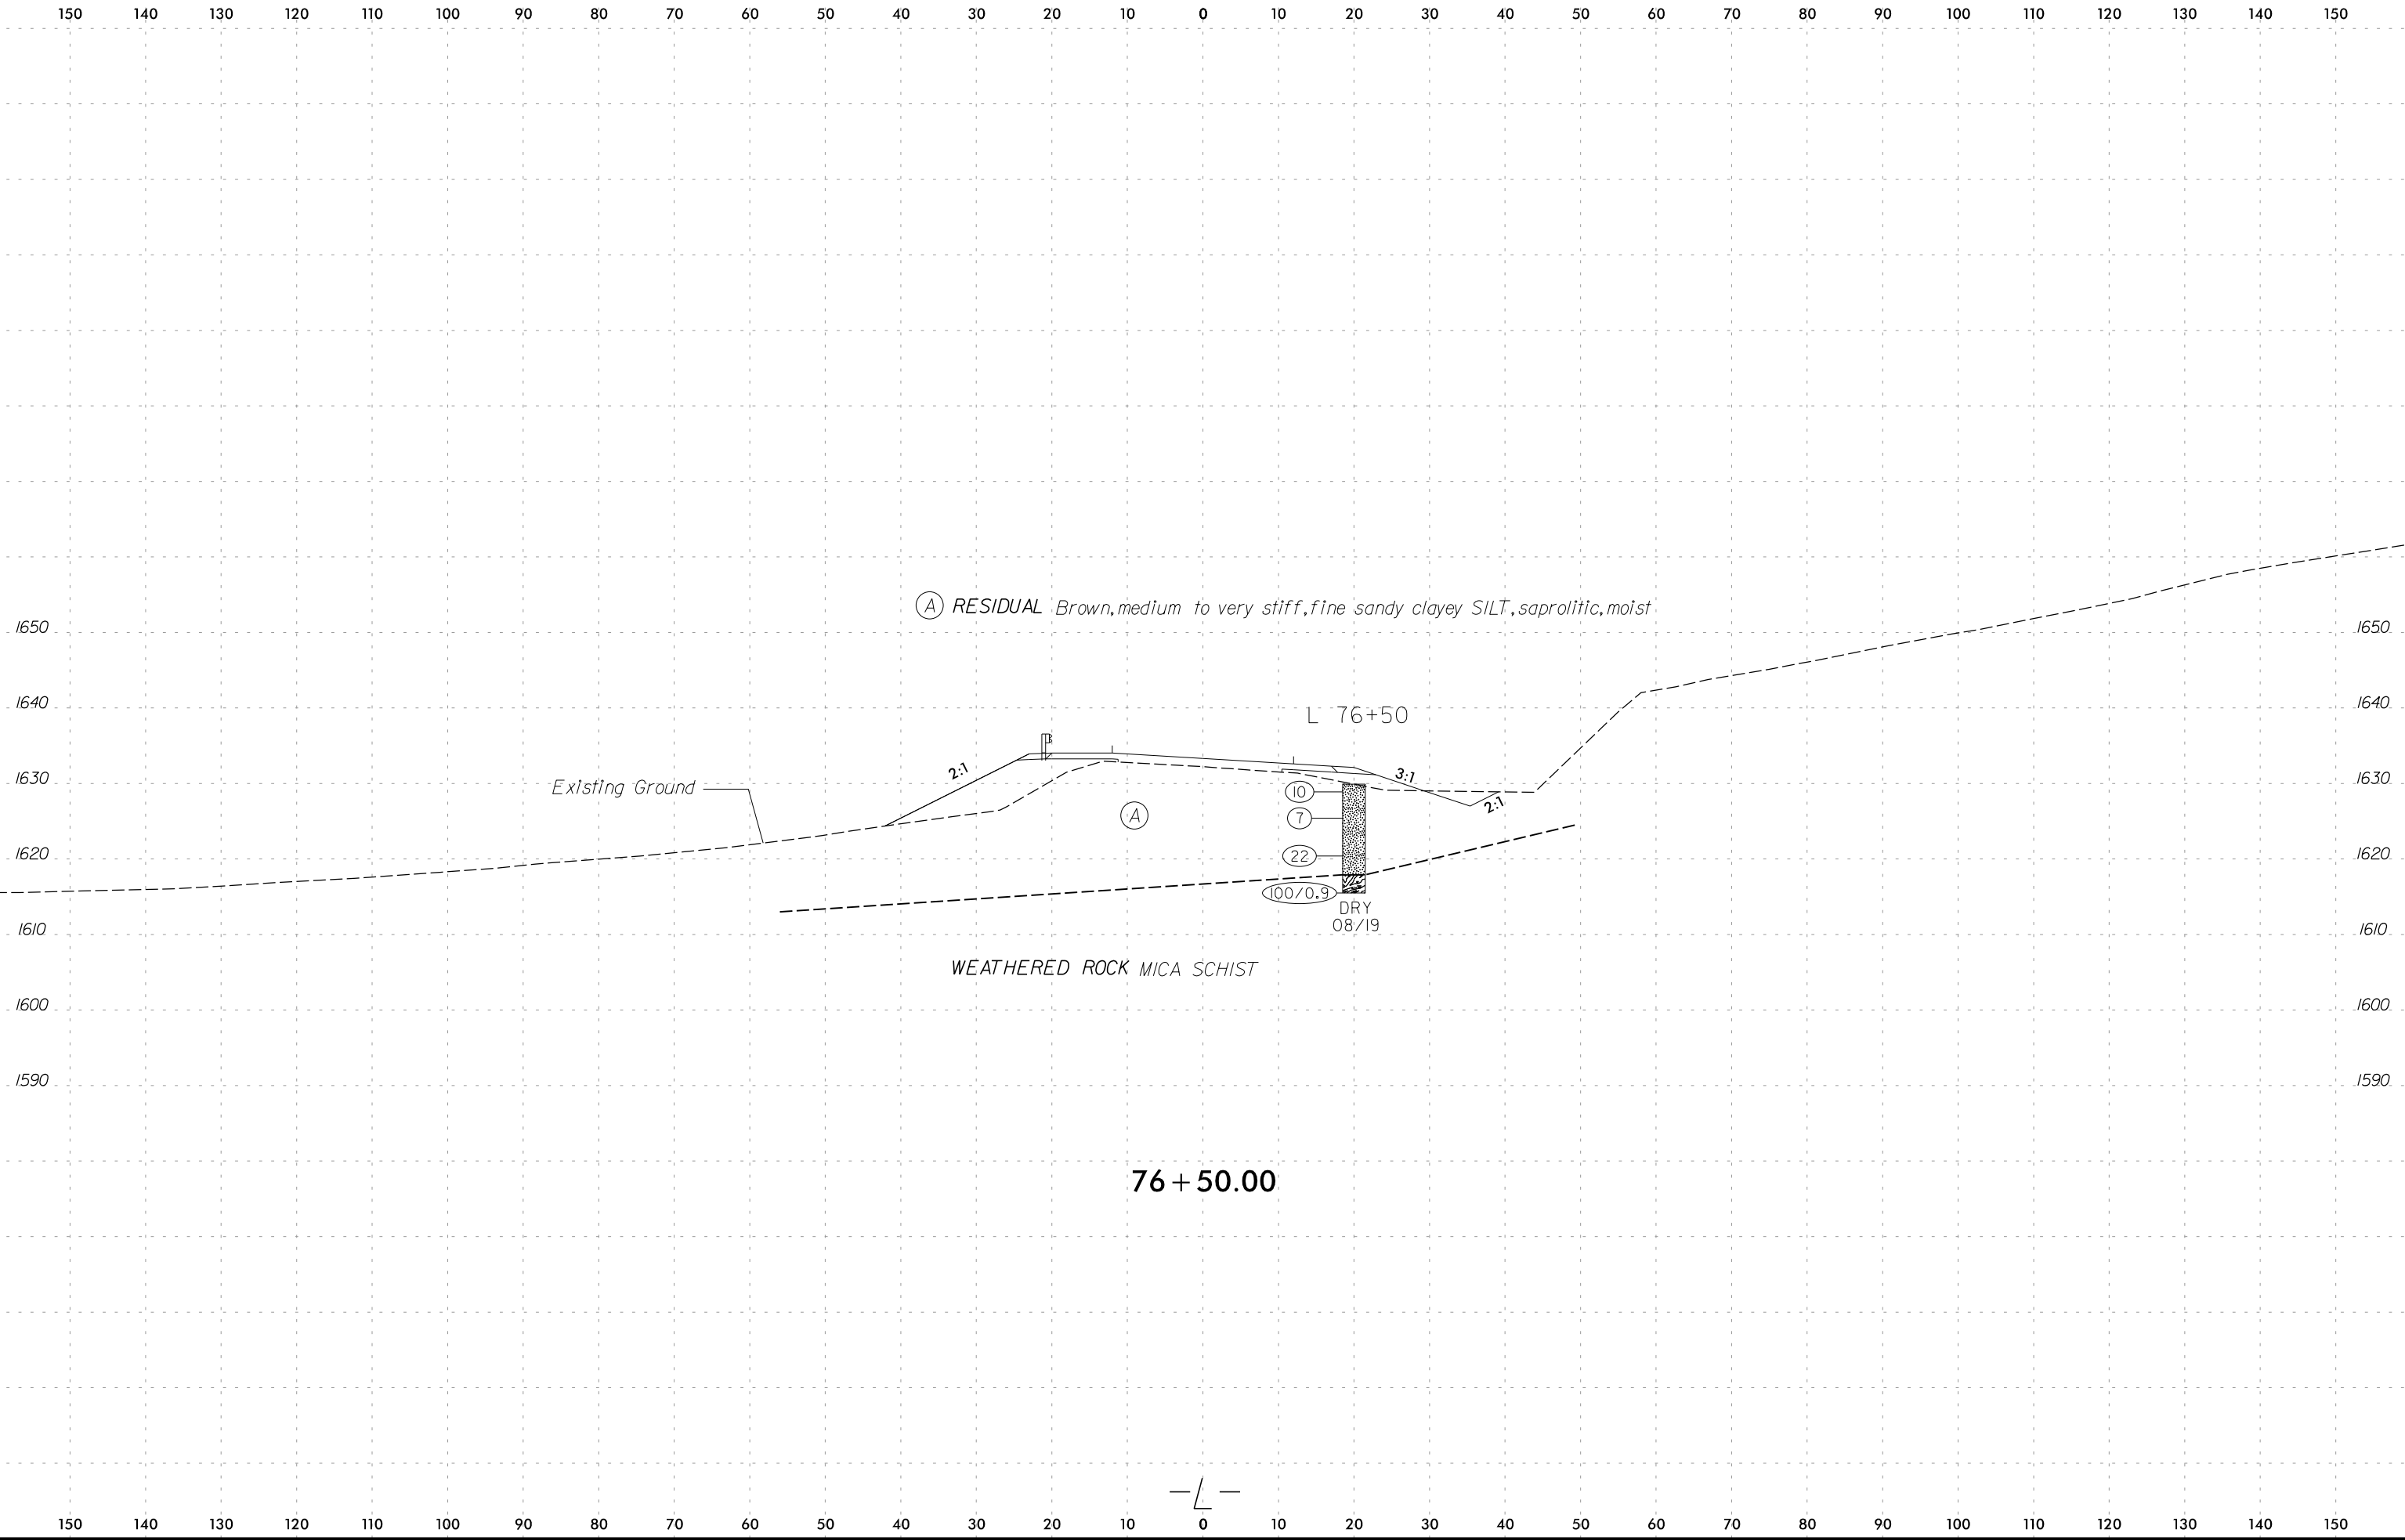 150 140 130 120 110 100 90 80 70 60 50 40 30 20 10 0 10 20 30 40 50 60 70 80 90 100 110 120 130 140 150
A RESIDUAL Brown, medium to very stiff, fine sandy clayey SILT, saprolitic, moist
1650 1650
1640 L 76+50 1640
2:1 3:1
1630 1630
Existing Ground 10
2:1
A 7
1620 22 1620
100/0.9
DRY
08/19
1610 1610
WEATHERED ROCK MICA SCHIST
1600 1600
1590 1590
76+50.00
-L-
150 140 130 120 110 100 90 80 70 60 50 40 30 20 10 0 10 20 30 40 50 60 70 80 90 100 110 120 130 140 150